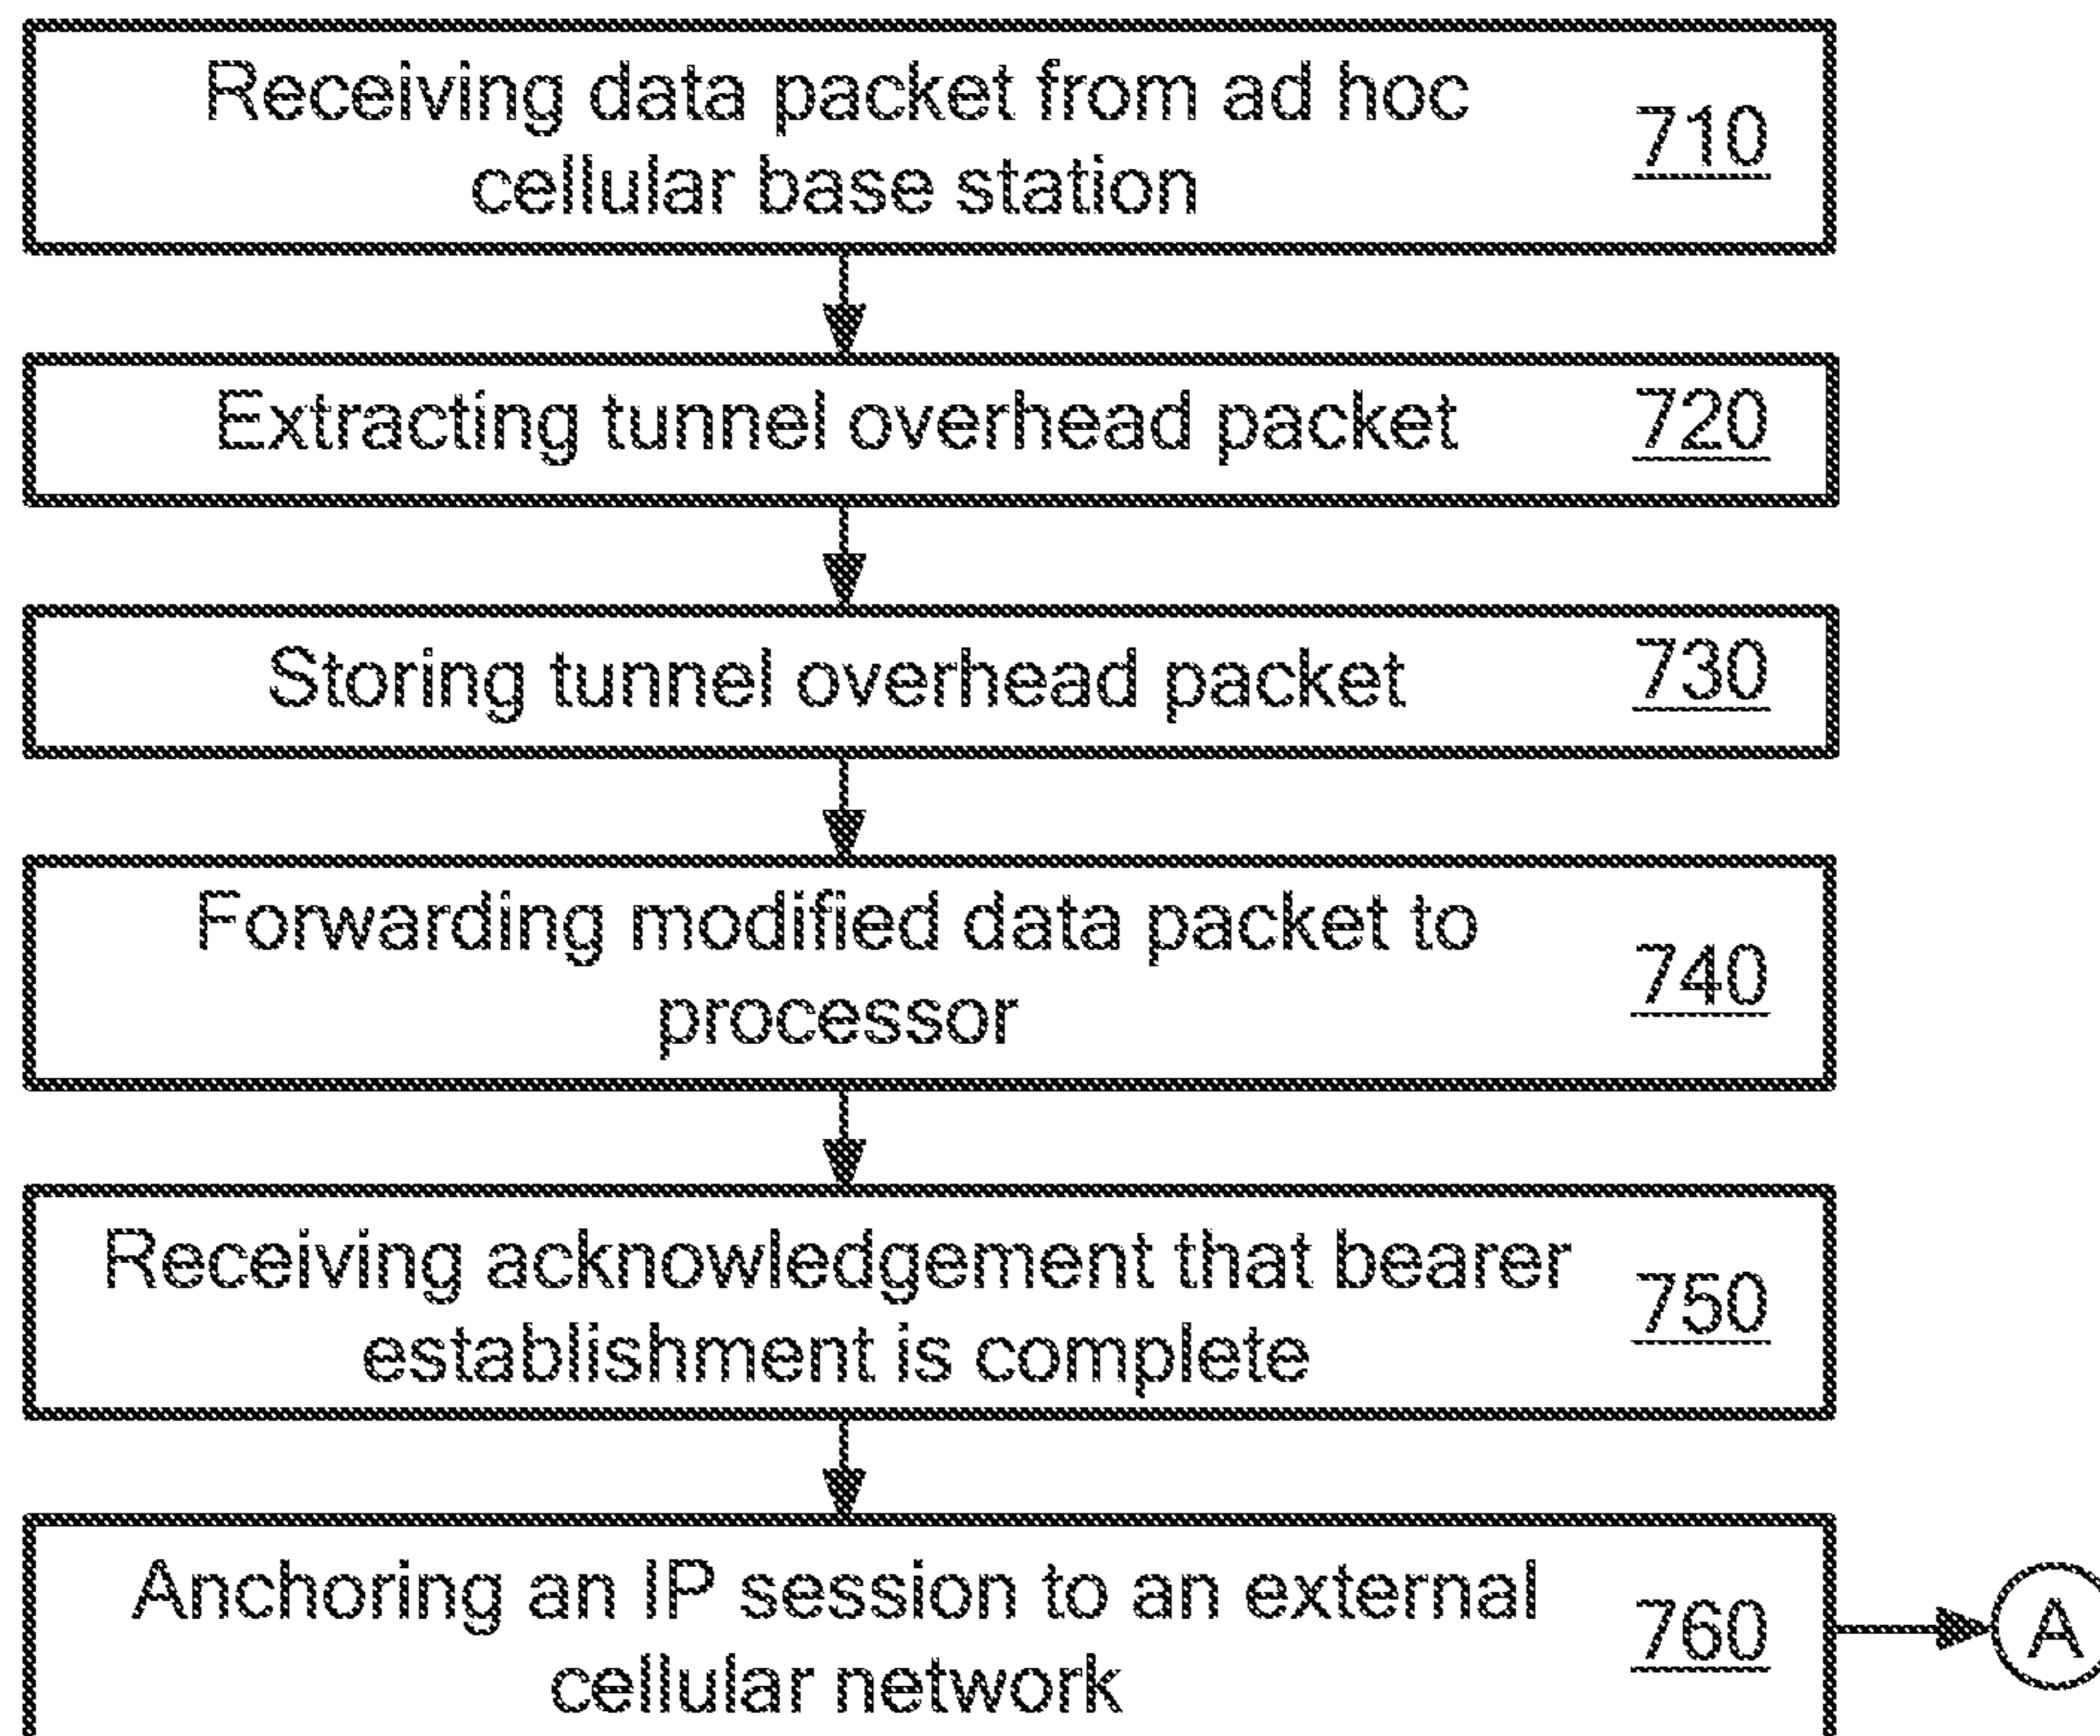 Receiving data packet from ad hoc
cellular base station
710
Extracting tunnel overhead packet
720
Storing tunnel overhead packet
730
Forwarding modified data packet to
processor
740
Receiving acknowledgement that bearer
establishment is complete
750
Anchoring an IP session to an external
cellular network
760
A